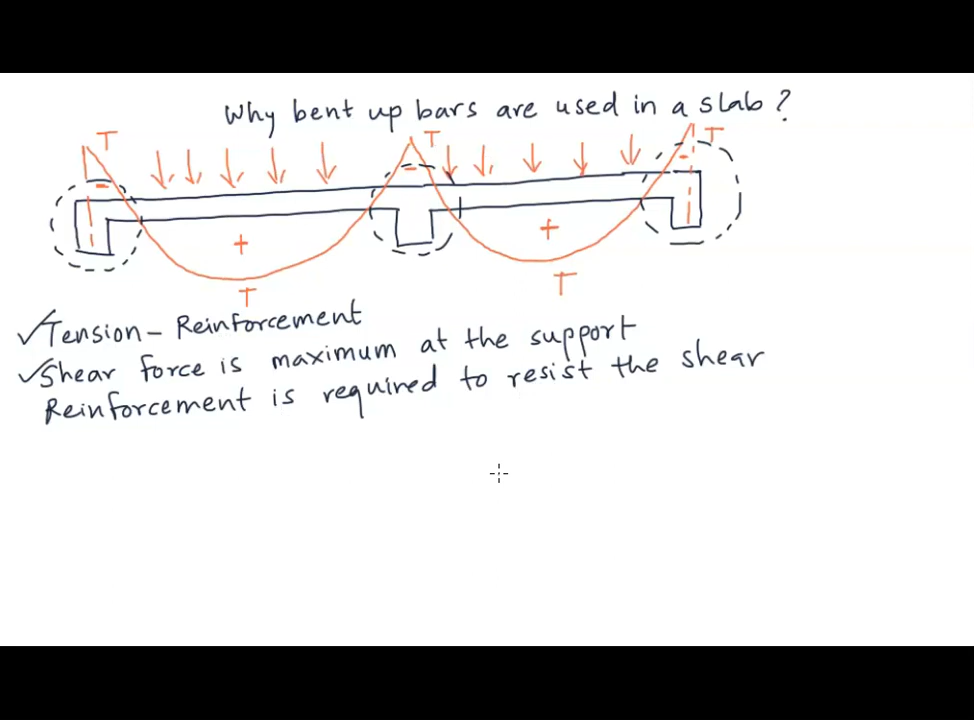 Why bent up bars are used in a slab?
T T T
- - -
+ +
T T
✓Tension - Reinforcement
✓Shear force is maximum at the support
Reinforcement is required to resist the shear